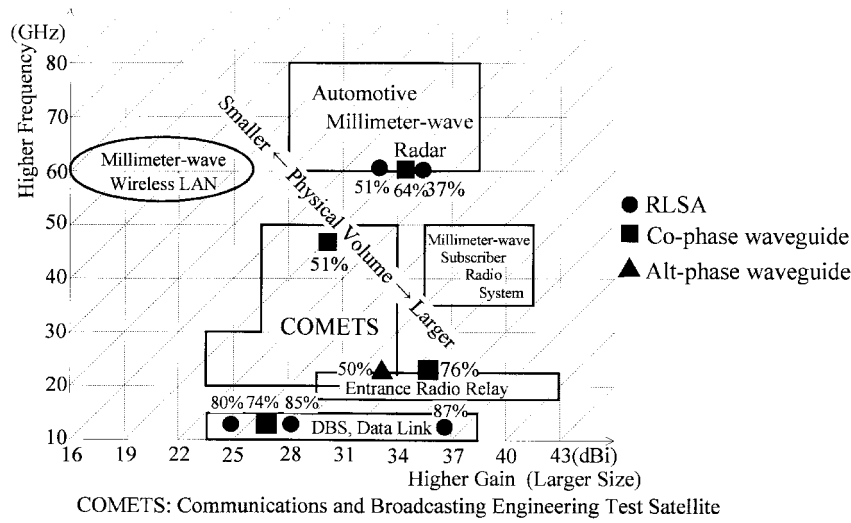 (GHz)
Higher Frequency
80
70
60
50
40
30
20
10
Automotive
Millimeter-wave
Radar
51%
64%
37%
Millimeter-wave
Wireless LAN
Smaller ← Physical Volume → Larger
51%
COMETS
Millimeter-wave
Subscriber
Radio
System
50%
76%
Entrance Radio Relay
80%
74%
85%
87%
DBS, Data Link
16 19 22 25 28 31 34 37 40 43(dBi)
Higher Gain (Larger Size)
RLSA
Co-phase waveguide
Alt-phase waveguide
COMETS: Communications and Broadcasting Engineering Test Satellite